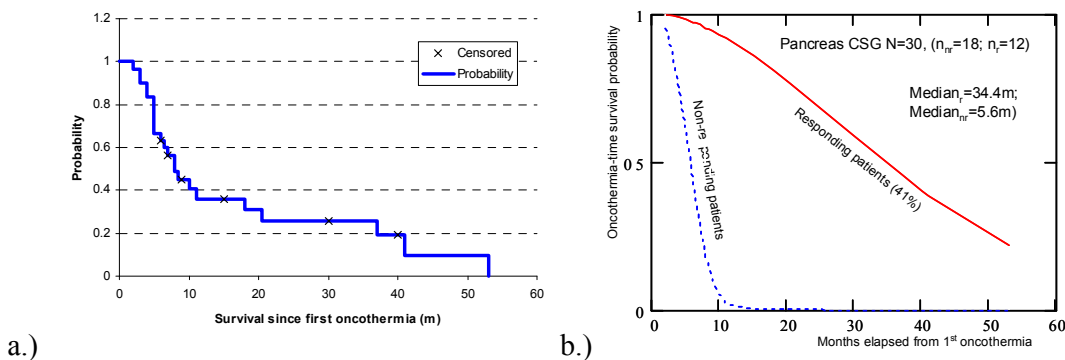 1.2
1
0.8
0.6
0.4
0.2
0
Probability
× Censored
Probability
0 10 20 30 40 50 60
Survival since first oncothermia (m)
a.)
b.)
1
0 5
0
Oncothermia-time survival probability
Pancreas CSG N=30, (nnr=18; nr=12)
Medianr=34.4m;
Mediannr=5.6m)
Non-re ponding patients
Responding patients (41%)
0 10 20 30 40 50 60
Months elapsed from 1st oncothermia